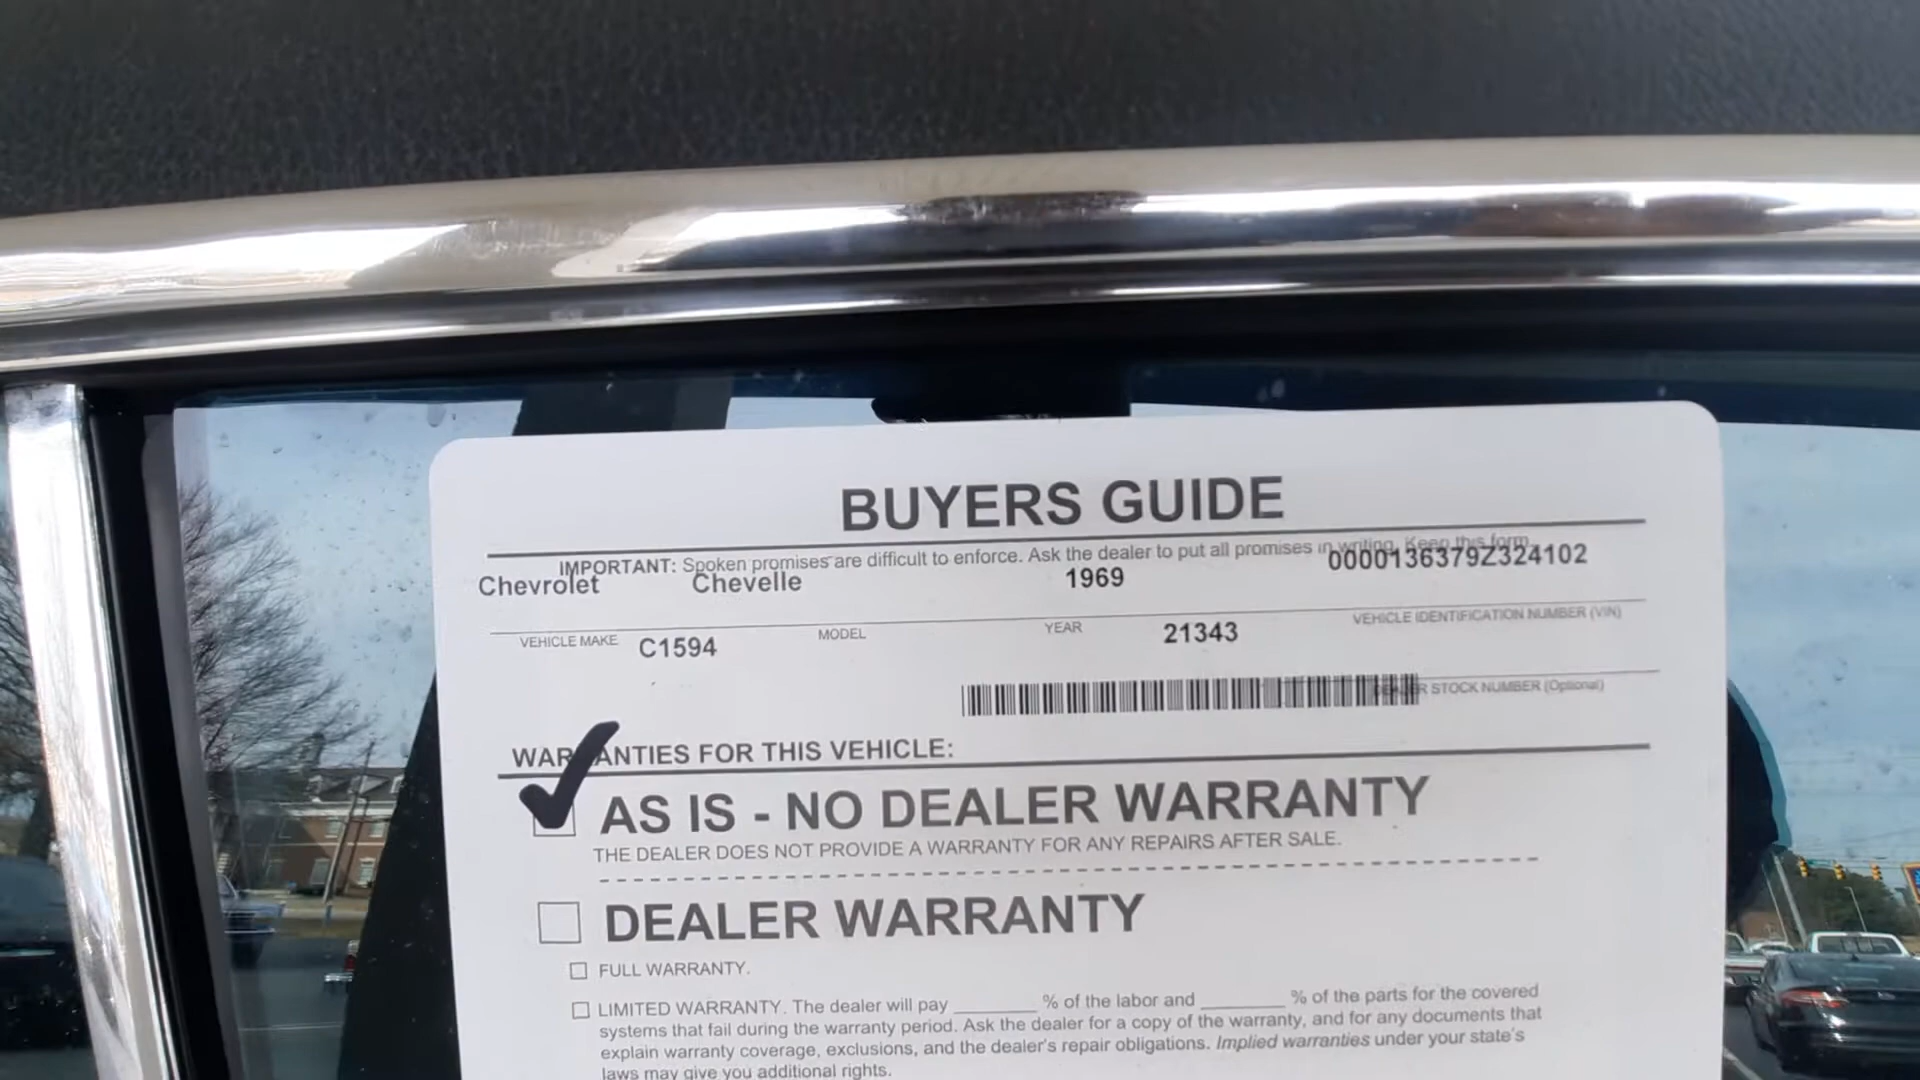 BUYERS GUIDE
IMPORTANT: Spoken promises are difficult to enforce. Ask the dealer to put all promises in writing. Keep this form.
Chevrolet Chevelle 1969 0000136379Z324102
VEHICLE MAKE MODEL YEAR VEHICLE IDENTIFICATION NUMBER (VIN)
C1594 21343
DEALER STOCK NUMBER (Optional)
WARRANTIES FOR THIS VEHICLE:
AS IS - NO DEALER WARRANTY
THE DEALER DOES NOT PROVIDE A WARRANTY FOR ANY REPAIRS AFTER SALE.
DEALER WARRANTY
FULL WARRANTY.
LIMITED WARRANTY. The dealer will pay ______ % of the labor and ______ % of the parts for the covered
systems that fail during the warranty period. Ask the dealer for a copy of the warranty, and for any documents that
explain warranty coverage, exclusions, and the dealer's repair obligations. Implied warranties under your state's
laws may give you additional rights.